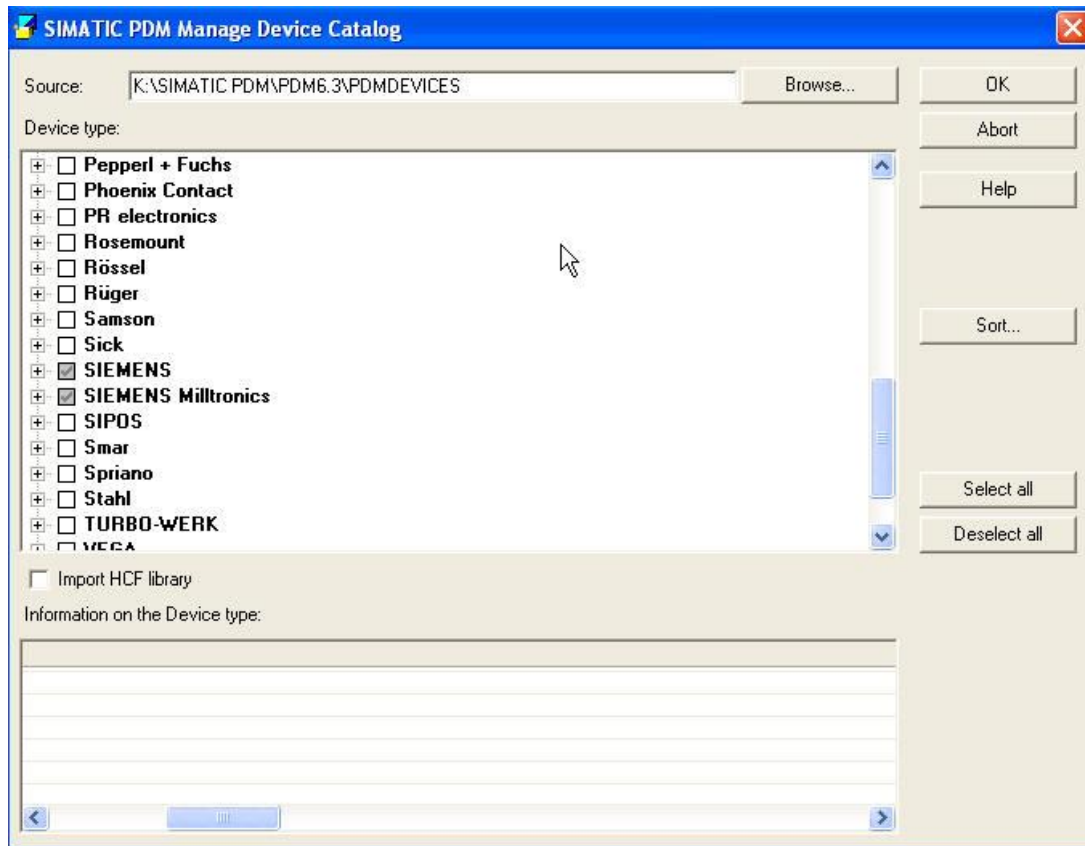 SIMATIC PDM Manage Device Catalog
Source: K:\SIMATIC PDM\PDM6.3\PDMDEVICES Browse... OK
Device type: Abort
Pepperl + Fuchs
Phoenix Contact Help
PR electronics
Rosemount
Rössel
Rüger
Samson Sort...
Sick
SIEMENS
SIEMENS Milltronics
SIPOS
Smar
Spriano
Stahl Select all
TURBO-WERK Deselect all
VEGA
Import HCF library
Information on the Device type: